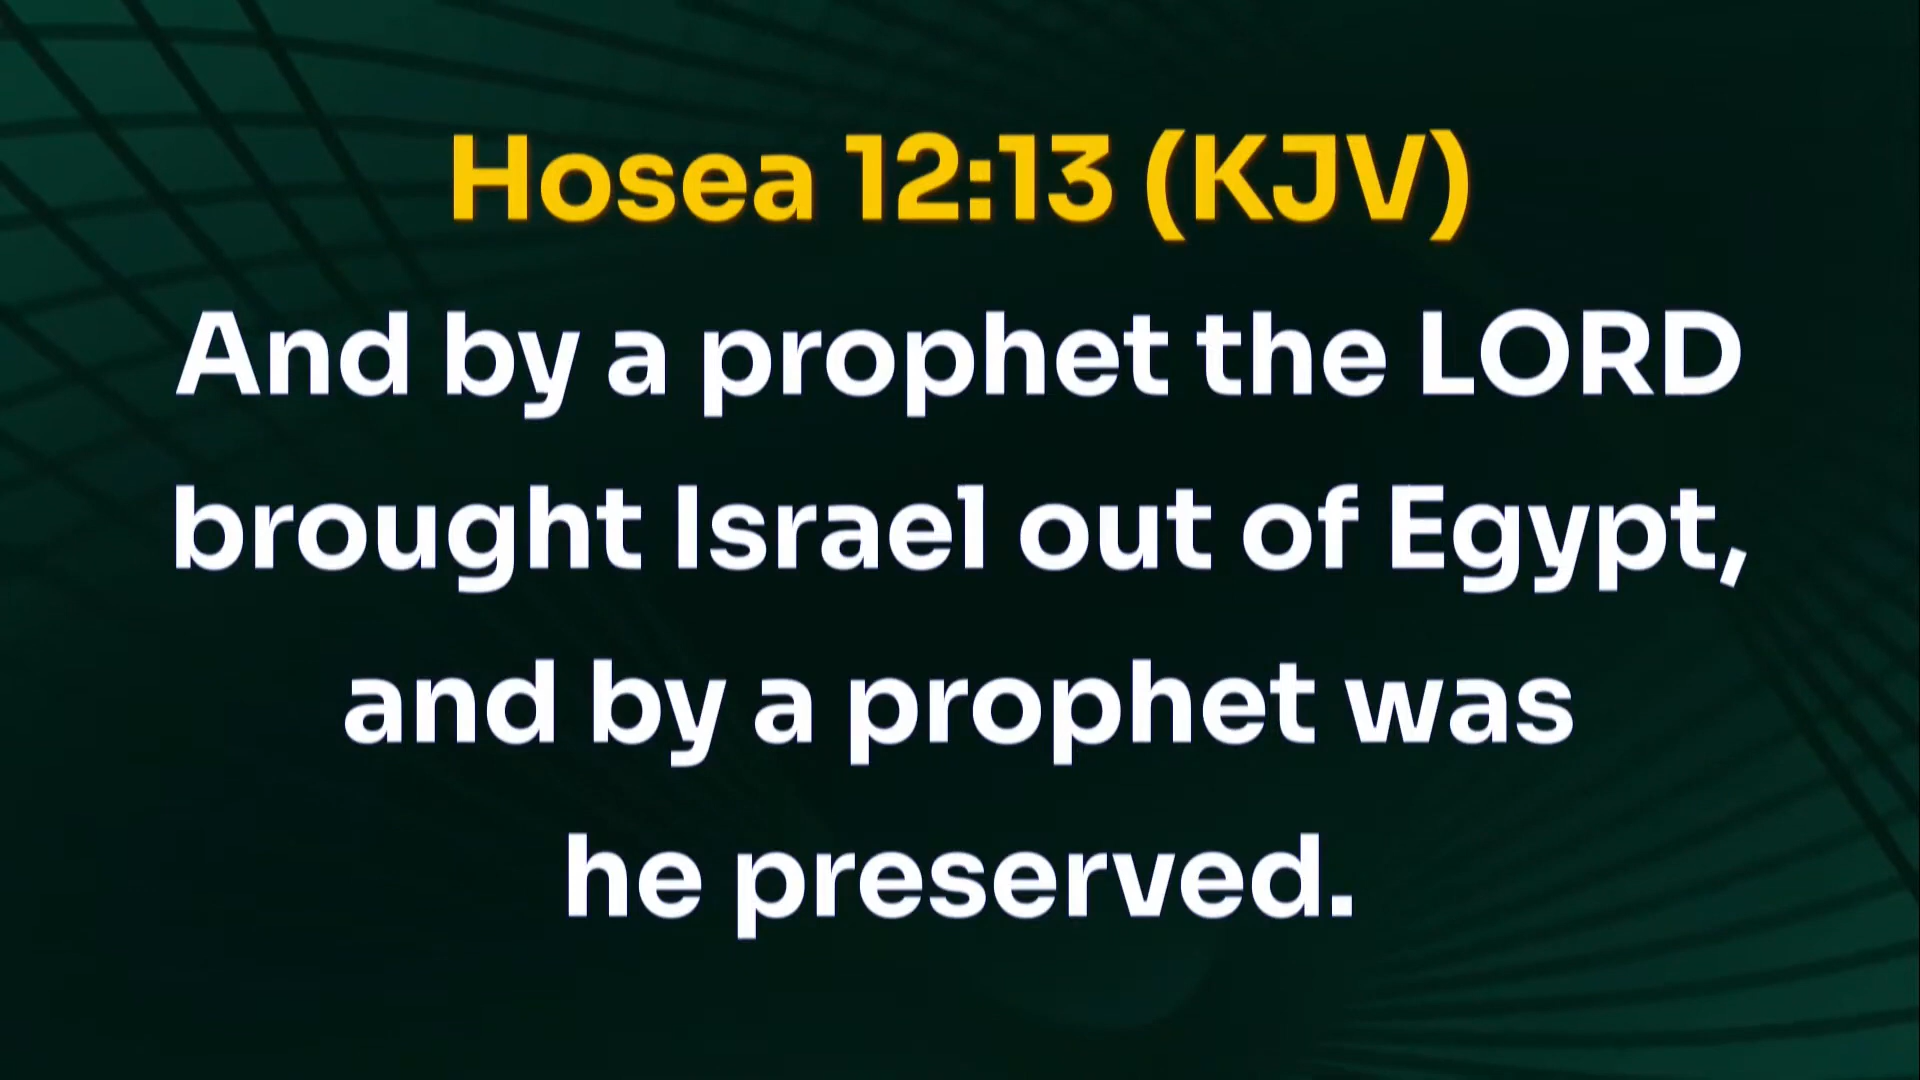 Hosea 12:13 (KJV)
And by a prophet the LORD
brought Israel out of Egypt,
and by a prophet was
he preserved.